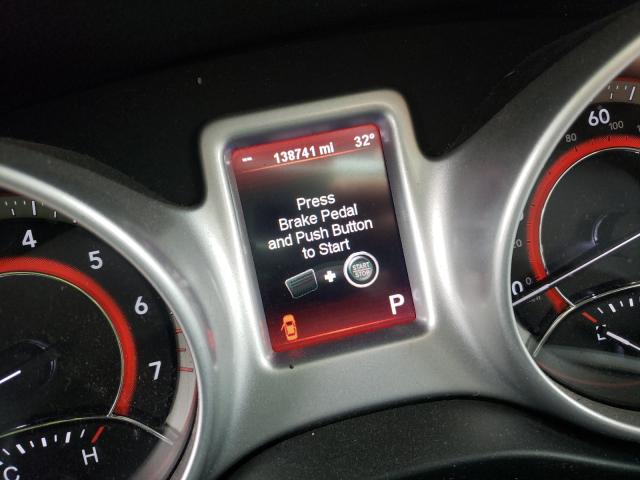 138741 mi 32°
Press
Brake Pedal
and Push Button
to Start
START
STOP
P
4
5
6
7
C
H
60
80
100
0